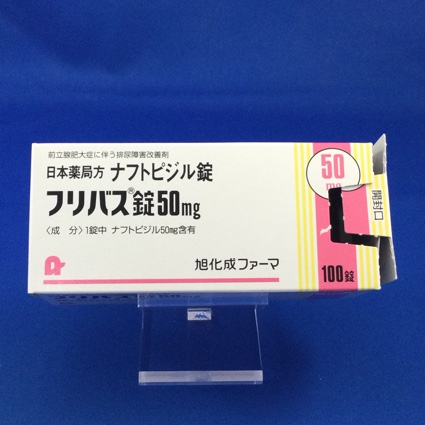 前立腺肥大症に伴う排尿障害改善剤
日本薬局方 ナフトピジル錠
フリバス®錠50mg
〈成 分〉1錠中 ナフトピジル50mg含有
旭化成ファーマ
50
mg
開封口
100錠